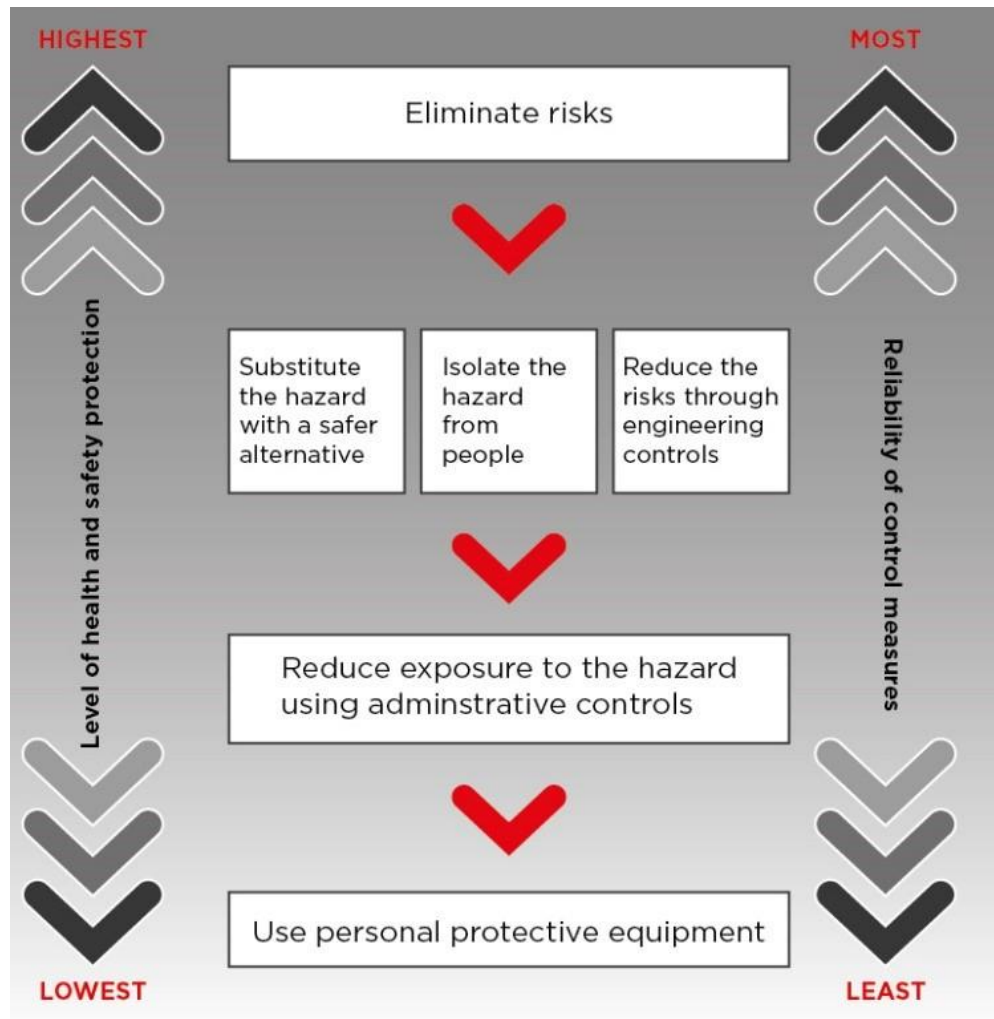 HIGHEST
MOST
Eliminate risks
Substitute
the hazard
with a safer
alternative
Isolate the
hazard
from
people
Reduce the
risks through
engineering
controls
Level of health and safety protection
Reliability of control measures
Reduce exposure to the hazard
using adminstrative controls
Use personal protective equipment
LOWEST
LEAST